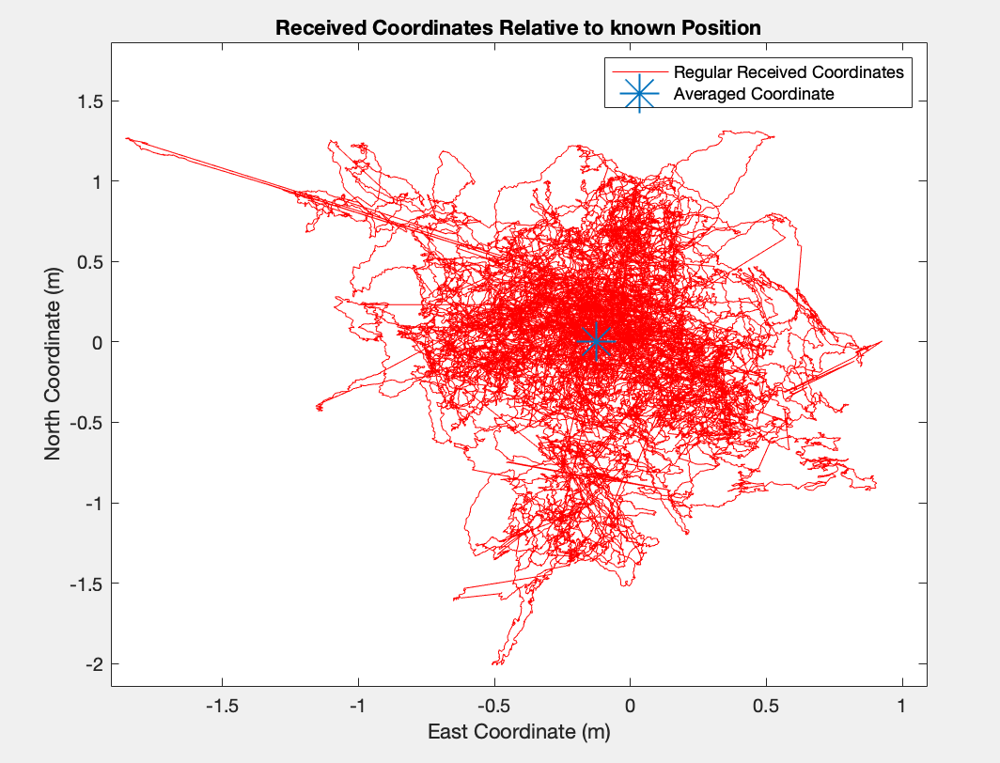 Received Coordinates Relative to known Position
Regular Received Coordinates
Averaged Coordinate
North Coordinate (m)
1.5
1
0.5
0
-0.5
-1
-1.5
-2
-1.5 -1 -0.5 0 0.5 1
East Coordinate (m)